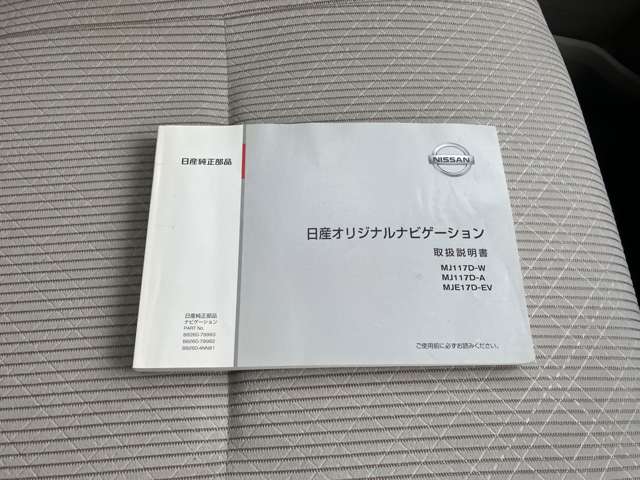 日産純正部品
NISSAN
日産オリジナルナビゲーション
取扱説明書
MJ117D-W
MJ117D-A
MJE17D-EV
日産純正部品
ナビゲーション
PART No.
ご使用前に必ずお読みください。